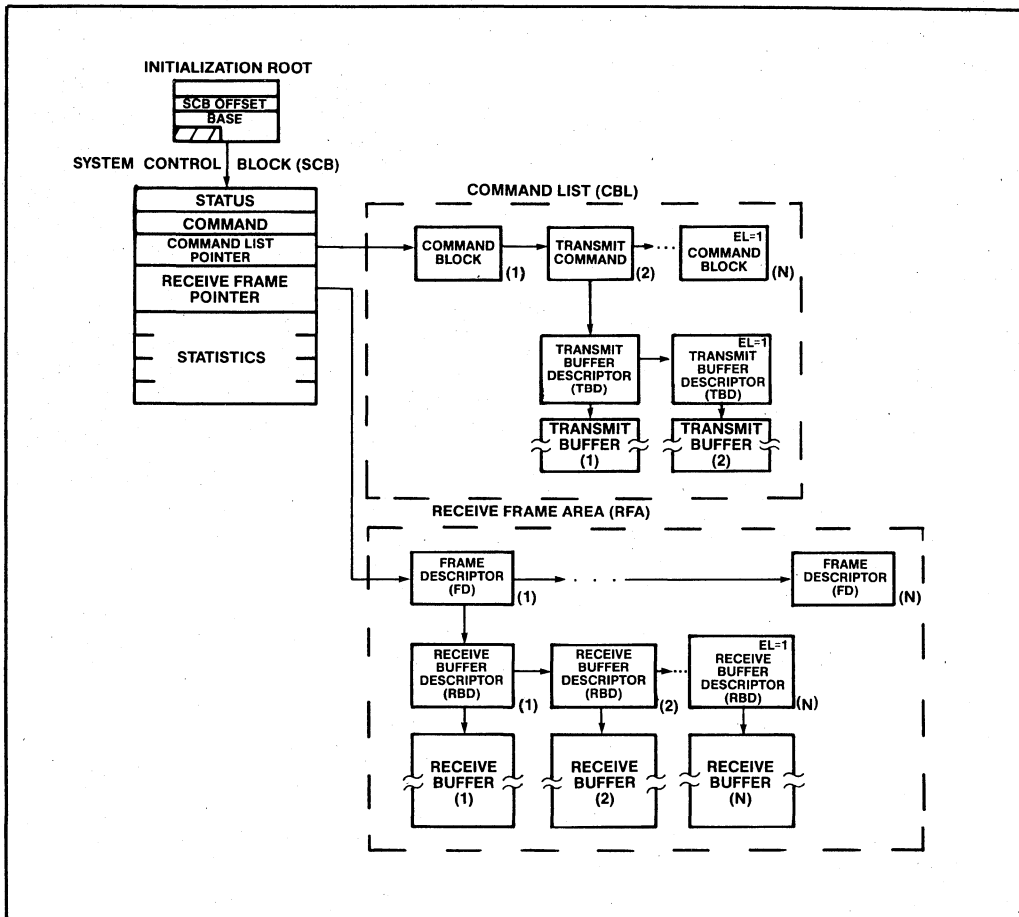 INITIALIZATION ROOT
SCB OFFSET
BASE
SYSTEM CONTROL BLOCK (SCB)
STATUS
COMMAND
COMMAND LIST
POINTER
RECEIVE FRAME
POINTER
STATISTICS
COMMAND LIST (CBL)
COMMAND
BLOCK
(1)
TRANSMIT
COMMAND
(2)
EL=1
COMMAND
BLOCK
(N)
TRANSMIT
BUFFER
DESCRIPTOR
(TBD)
EL=1
TRANSMIT
BUFFER
DESCRIPTOR
(TBD)
TRANSMIT
BUFFER
(1)
TRANSMIT
BUFFER
(2)
RECEIVE FRAME AREA (RFA)
FRAME
DESCRIPTOR
(FD)
(1)
FRAME
DESCRIPTOR
(FD)
(N)
RECEIVE
BUFFER
DESCRIPTOR
(RBD)
(1)
RECEIVE
BUFFER
DESCRIPTOR
(RBD)
(2)
EL=1
RECEIVE
BUFFER
DESCRIPTOR
(RBD)
(N)
RECEIVE
BUFFER
(1)
RECEIVE
BUFFER
(2)
RECEIVE
BUFFER
(N)